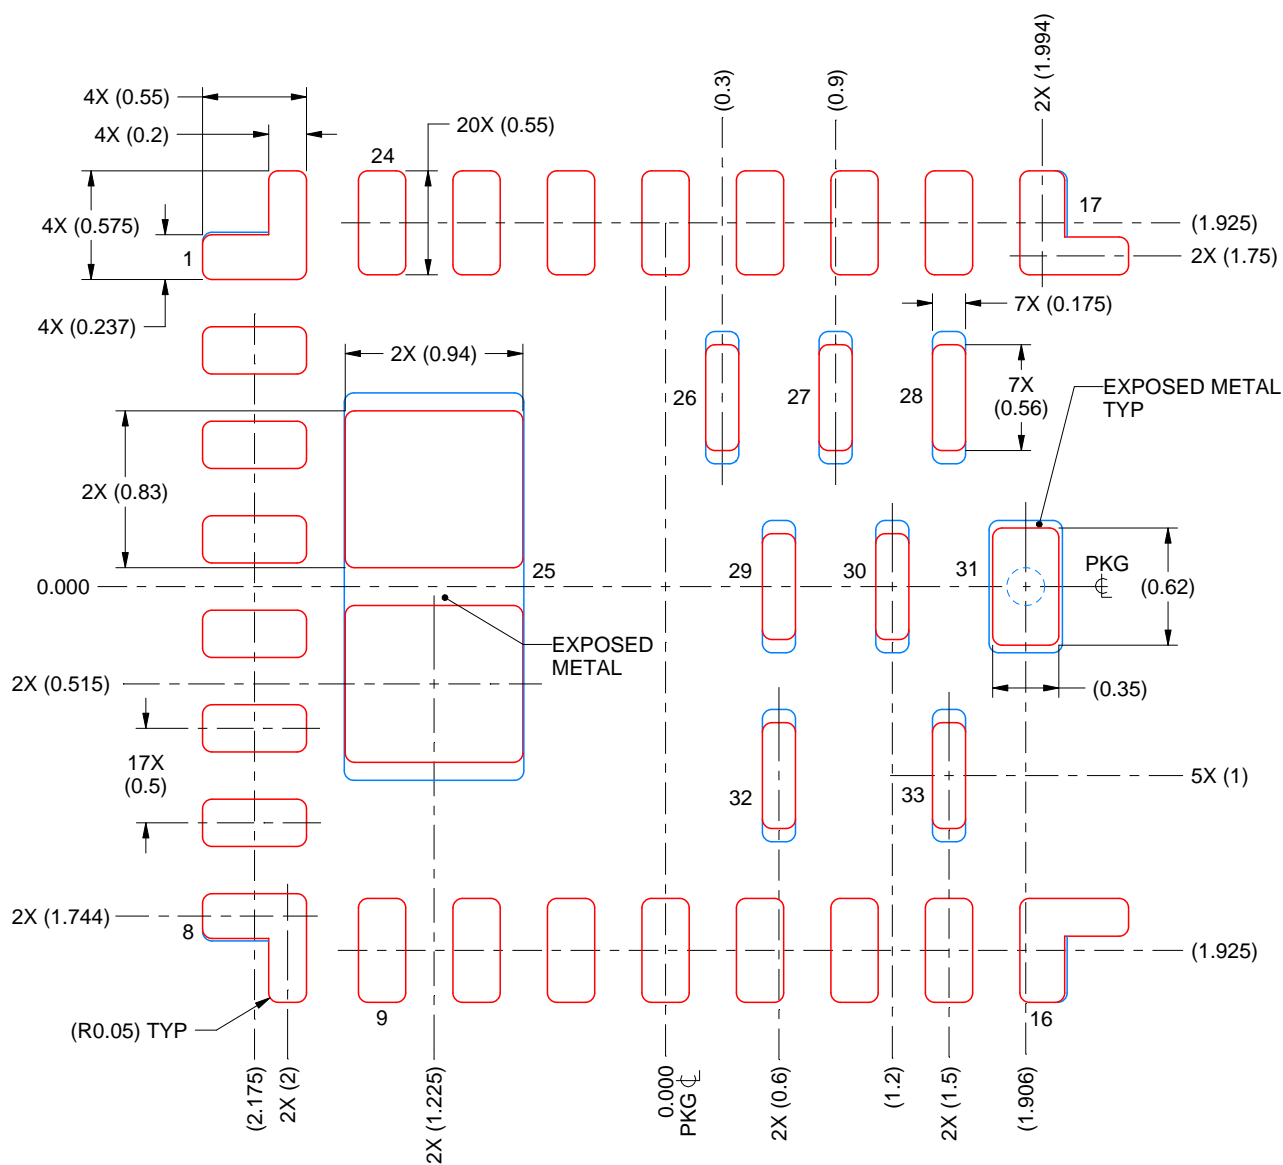 2X (1.994)
(0.3)
(0.9)
4X (0.55)
4X (0.2)
20X (0.55)
24
17
4X
(0.575)
1
(1.925)
2X (1.75)
4X (0.237)
7X (0.175)
2X (0.94)
7X
(0.56)
EXPOSED METAL
TYP
26
27
28
2X (0.83)
0.000
25
29
30
31
PKG
(0.62)
EXPOSED
METAL
2X (0.515)
(0.35)
17X
(0.5)
32
33
5X (1)
2X (1.744)
8
(1.925)
9
16
(R0.05) TYP
(2.175)
2X (2)
2X (1.225)
0.000
PKG
2X (0.6)
(1.2)
2X (1.5)
(1.906)